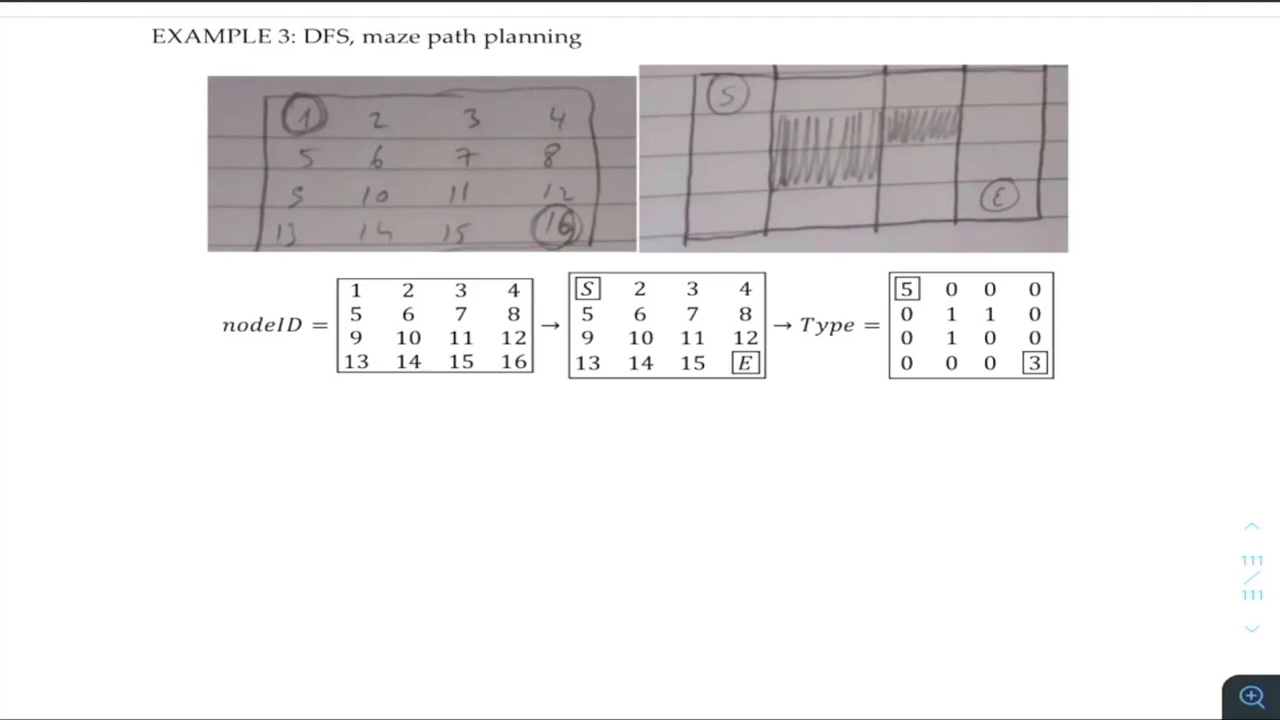 EXAMPLE 3: DFS, maze path planning
1 2 3 4
5 6 7 8
9 10 11 12
13 14 15 16
S
E
nodeID = 1 2 3 4 5 6 7 8 9 10 11 12 13 14 15 16 → S 2 3 4 5 6 7 8 9 10 11 12 13 14 15 E → Type = 5 0 0 0 0 1 1 0 0 1 0 0 0 0 0 3
111
/
111